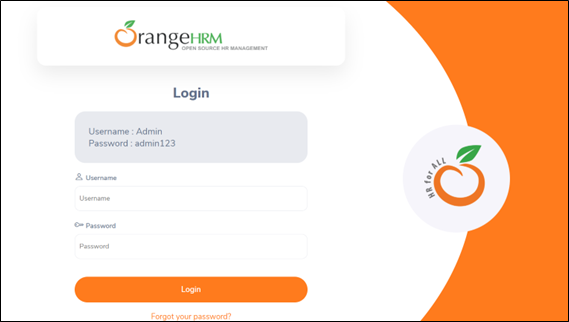 OrangeHRM
OPEN SOURCE HR MANAGEMENT
Login
Username : Admin
Password : admin123
Username
Username
Password
Password
Login
Forgot your password?
HR for ALL